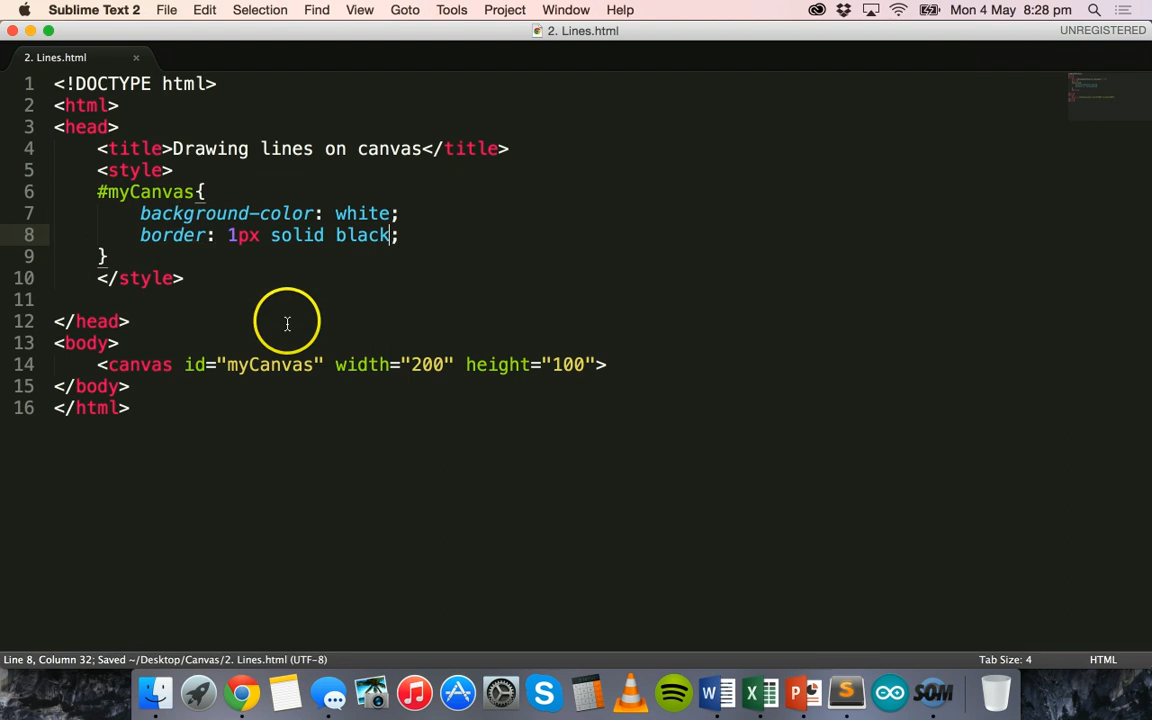 Sublime Text 2 File Edit Selection Find View Goto Tools Project Window Help Mon 4 May 8:28 pm
2. Lines.html UNREGISTERED
2. Lines.html ×
1 <!DOCTYPE html>
2 <html>
3 <head>
4 <title>Drawing lines on canvas</title>
5 <style>
6 #myCanvas{
7 background-color: white;
8 border: 1px solid black;
9 }
10 </style>
11
12 </head>
13 <body>
14 <canvas id="myCanvas" width="200" height="100">
15 </body>
16 </html>
Line 8, Column 32; Saved ~/Desktop/Canvas/2. Lines.html (UTF-8) Tab Size: 4 HTML
SOM